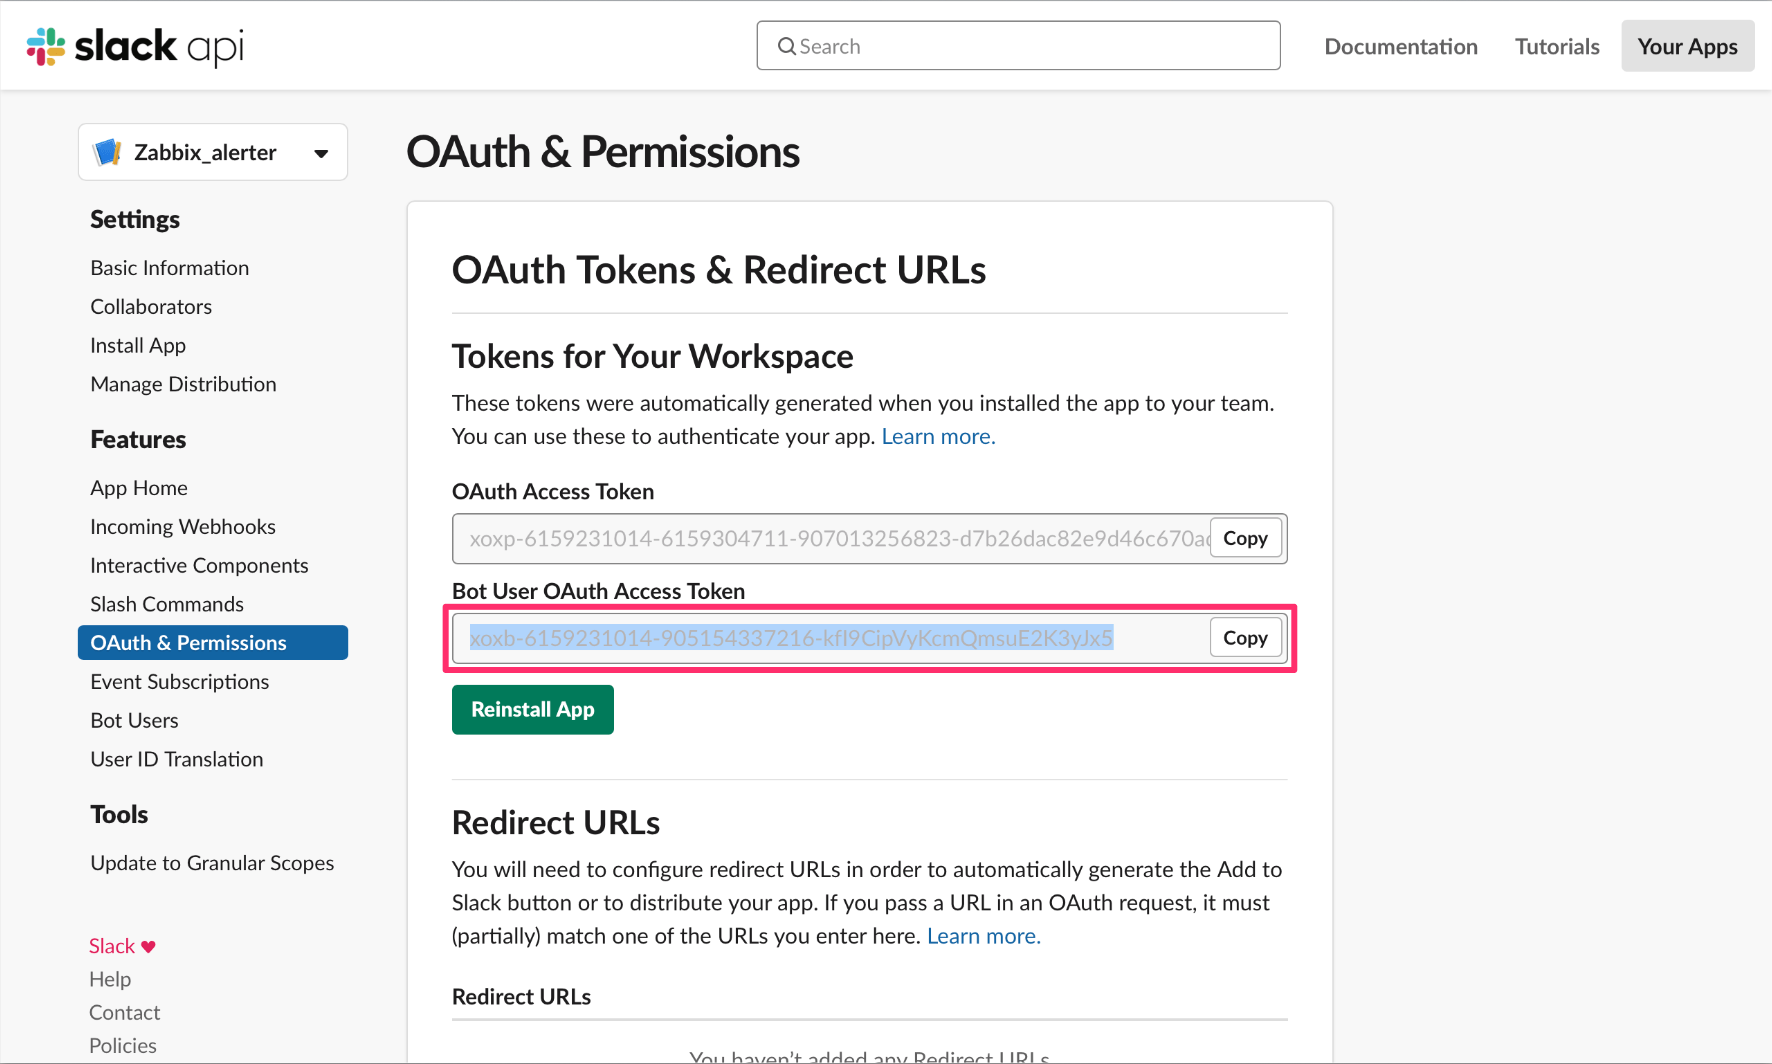 slack api
Search
Documentation
Tutorials
Your Apps
Zabbix_alerter
Settings
Basic Information
Collaborators
Install App
Manage Distribution
Features
App Home
Incoming Webhooks
Interactive Components
Slash Commands
OAuth & Permissions
Event Subscriptions
Bot Users
User ID Translation
Tools
Update to Granular Scopes
Slack ♥
Help
Contact
Policies
OAuth & Permissions
OAuth Tokens & Redirect URLs
Tokens for Your Workspace
These tokens were automatically generated when you installed the app to your team.
You can use these to authenticate your app. Learn more.
OAuth Access Token
xoxp-6159231014-6159304711-907013256823-d7b26dac82e9d46c670ac
Copy
Bot User OAuth Access Token
xoxb-6159231014-905154337216-kfl9CipVyKcmQmsuE2K3yJx5
Copy
Reinstall App
Redirect URLs
You will need to configure redirect URLs in order to automatically generate the Add to
Slack button or to distribute your app. If you pass a URL in an OAuth request, it must
(partially) match one of the URLs you enter here. Learn more.
Redirect URLs
You haven't added any Redirect URLs